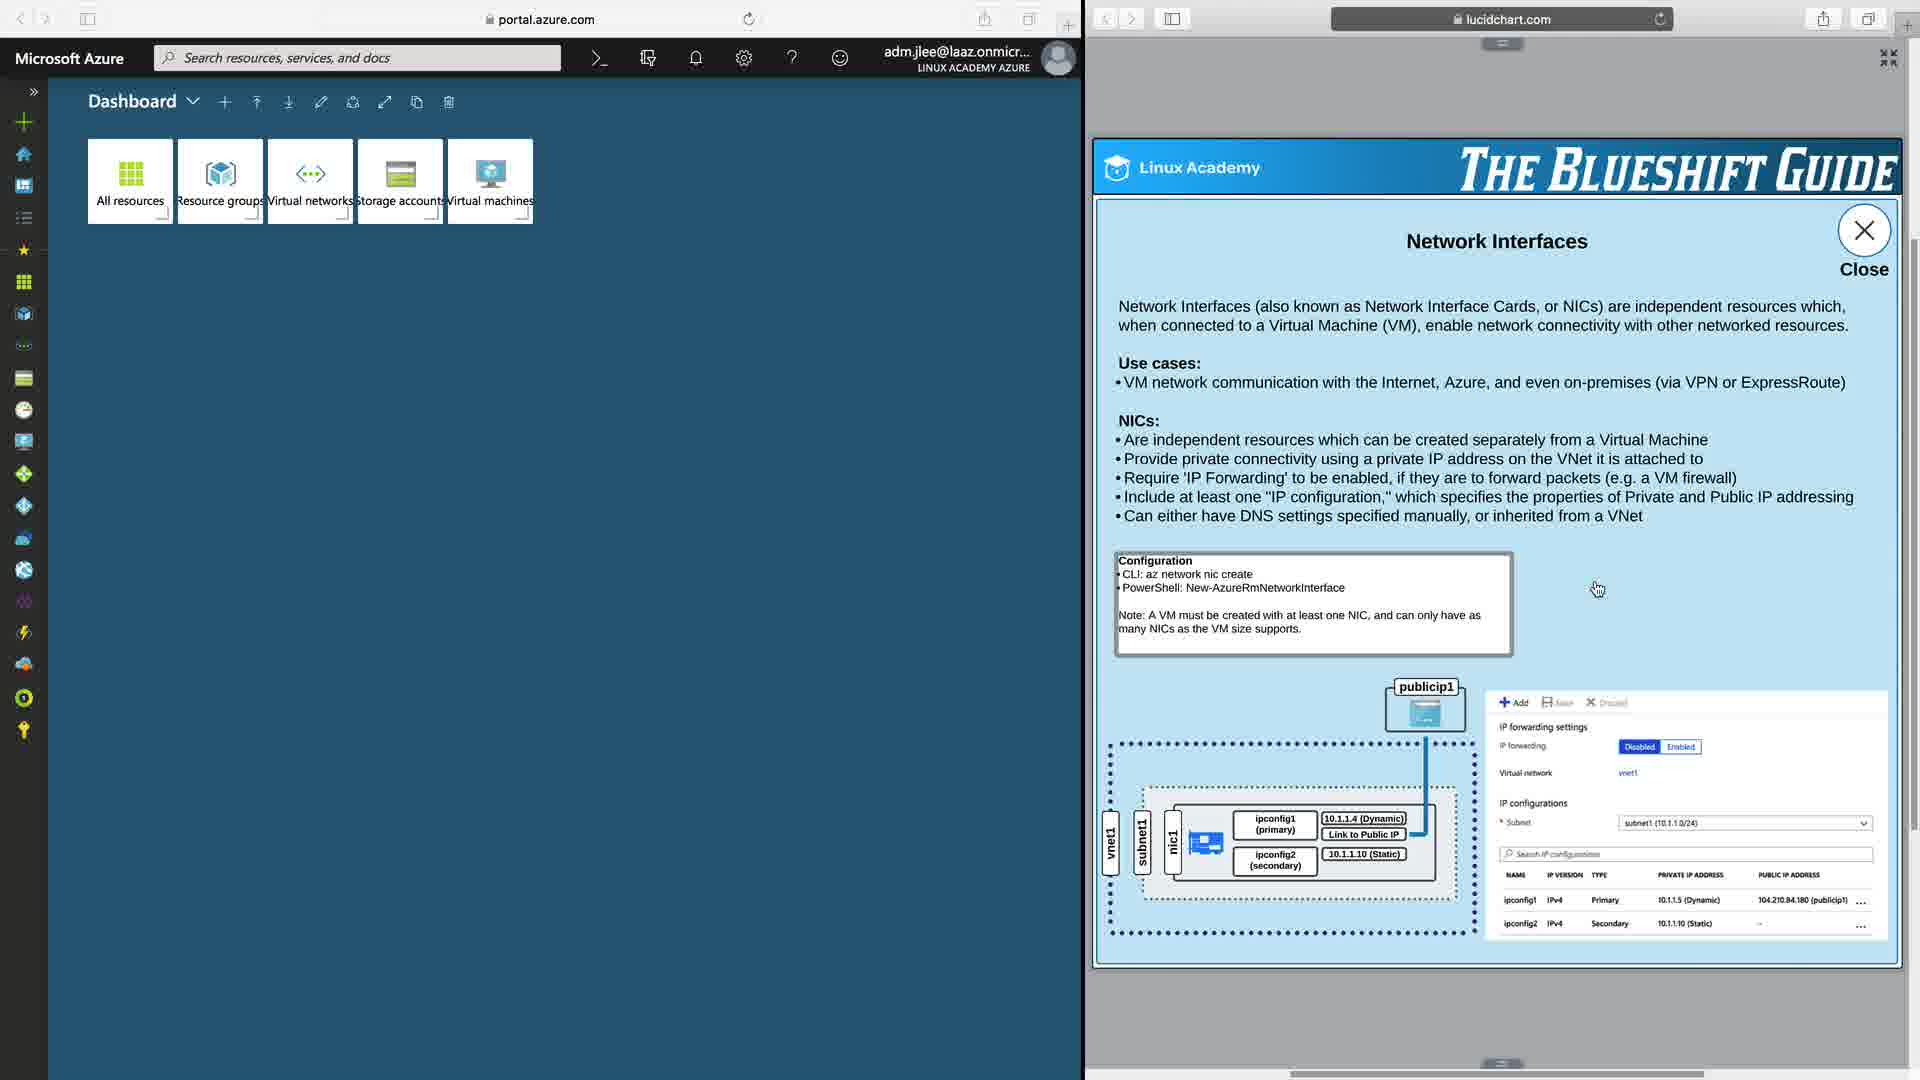 portal.azure.com
Microsoft Azure
Search resources, services, and docs
adm.jlee@laaz.onmicr...
LINUX ACADEMY AZURE
Dashboard
All resources
Resource groups
Virtual networks
Storage accounts
Virtual machines
lucidchart.com
Linux Academy
THE BLUESHIFT GUIDE
Network Interfaces
Close
Network Interfaces (also known as Network Interface Cards, or NICs) are independent resources which,
when connected to a Virtual Machine (VM), enable network connectivity with other networked resources.
Use cases:
• VM network communication with the Internet, Azure, and even on-premises (via VPN or ExpressRoute)
NICs:
• Are independent resources which can be created separately from a Virtual Machine
• Provide private connectivity using a private IP address on the VNet it is attached to
• Require 'IP Forwarding' to be enabled, if they are to forward packets (e.g. a VM firewall)
• Include at least one "IP configuration," which specifies the properties of Private and Public IP addressing
• Can either have DNS settings specified manually, or inherited from a VNet
Configuration
• CLI: az network nic create
• PowerShell: New-AzureRmNetworkInterface
Note: A VM must be created with at least one NIC, and can only have as
many NICs as the VM size supports.
publicip1
vnet1
subnet1
nic1
ipconfig1
(primary)
10.1.1.4 (Dynamic)
Link to Public IP
ipconfig2
(secondary)
10.1.1.10 (Static)
Add Save Discard
IP forwarding settings
IP forwarding Disabled Enabled
Virtual network vnet1
IP configurations
* Subnet subnet1 (10.1.1.0/24)
Search IP configurations
NAME IP VERSION TYPE PRIVATE IP ADDRESS PUBLIC IP ADDRESS
ipconfig1 IPv4 Primary 10.1.1.5 (Dynamic) 104.210.84.180 (publicip1) ...
ipconfig2 IPv4 Secondary 10.1.1.10 (Static) - ...